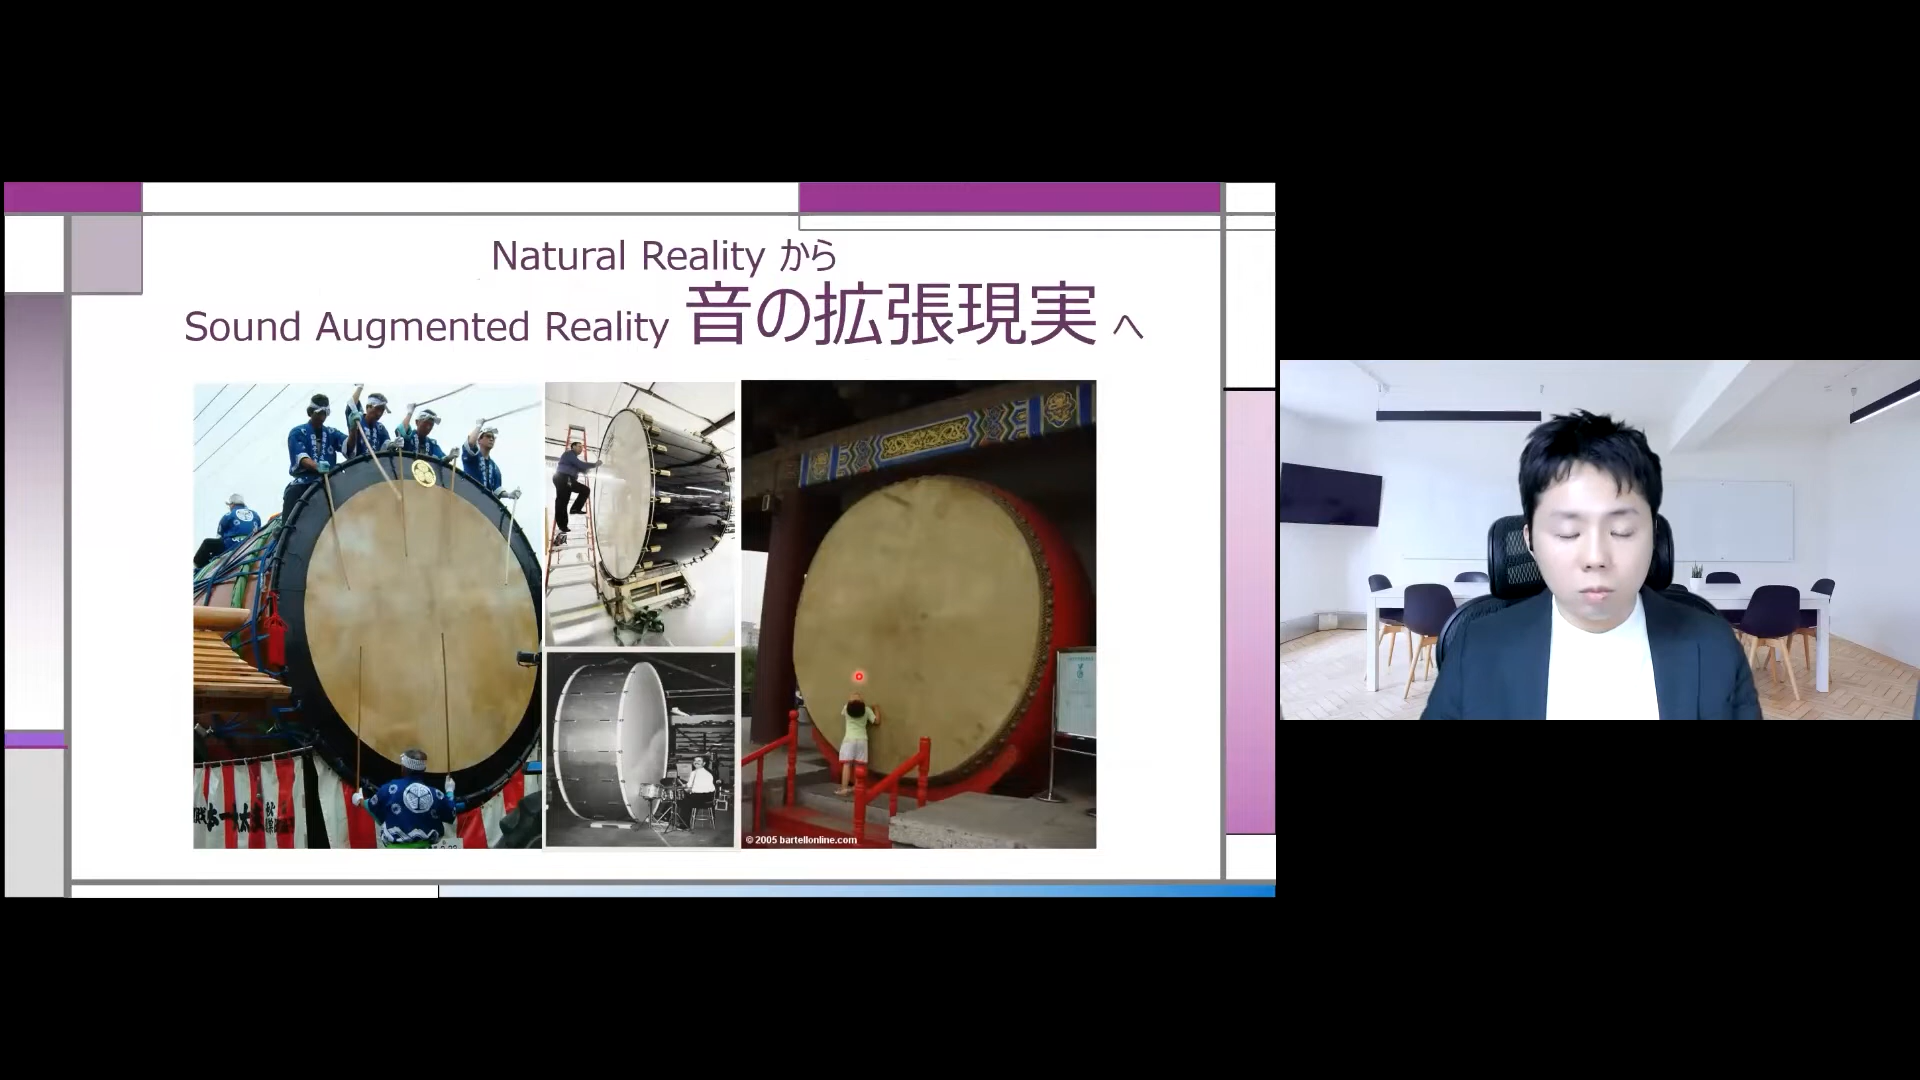 Natural Reality から
Sound Augmented Reality 音の拡張現実 へ
© 2005 bartellonline.com